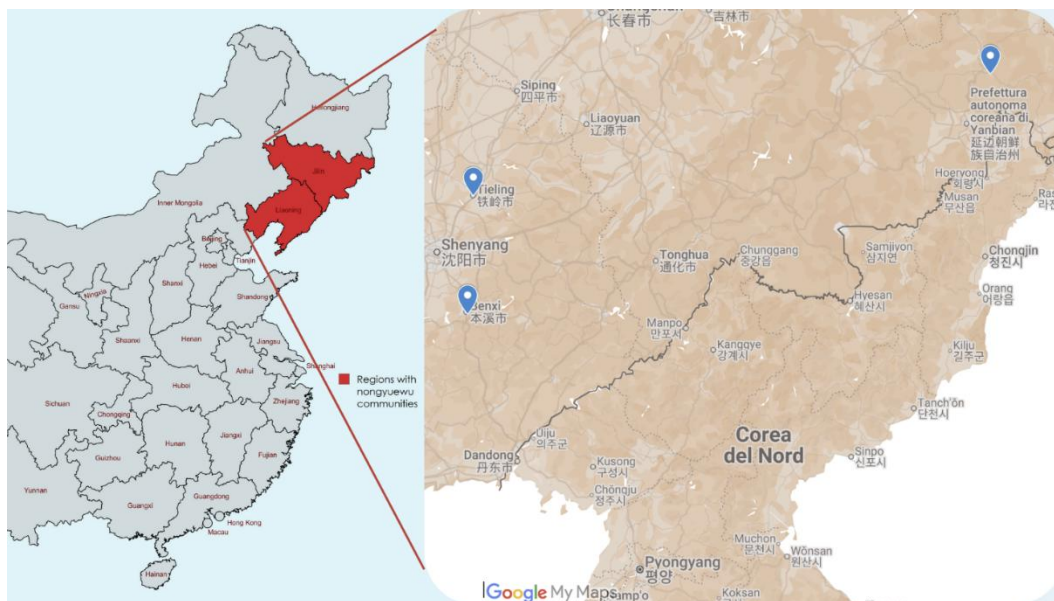 Heilongjiang
Jilin
Liaoning
Inner Mongolia
Beijing
Tianjin
Hebei
Shanxi
Ningxia
Gansu
Shandong
Shaanxi
Henan
Jiangsu
Shanghai
Anhui
Hubei
Sichuan
Chongqing
Zhejiang
Hunan
Jiangxi
Guizhou
Fujian
Yunnan
Guangxi
Guangdong
Hong Kong
Macau
Hainan
Regions with
nongyuewu
communities
长春市
吉林市
Siping
四平市
Liaoyuan
辽源市
Prefettura
autonoma
coreana di
Yanbian
延边朝鲜
族自治州
Hoeryong
회령시
Musan
무산읍
Tieling
铁岭市
Shenyang
沈阳市
Tonghua
通化市
Chunggang
중강읍
Samjiyon
삼지연
Chongjin
청진시
Orang
어랑읍
Benxi
本溪市
Hyesan
혜산시
Manpo
만포시
Kanggye
강계시
Kilju
길주군
Tanch'ŏn
단천시
Uiju
의주군
Dandong
丹东市
Kusong
구성시
Chŏngju
정주시
Corea
del Nord
Sinpo
신포시
Muchon
문천시
Wŏnsan
원산시
Pyongyang
평양
Koksan
Google My Maps